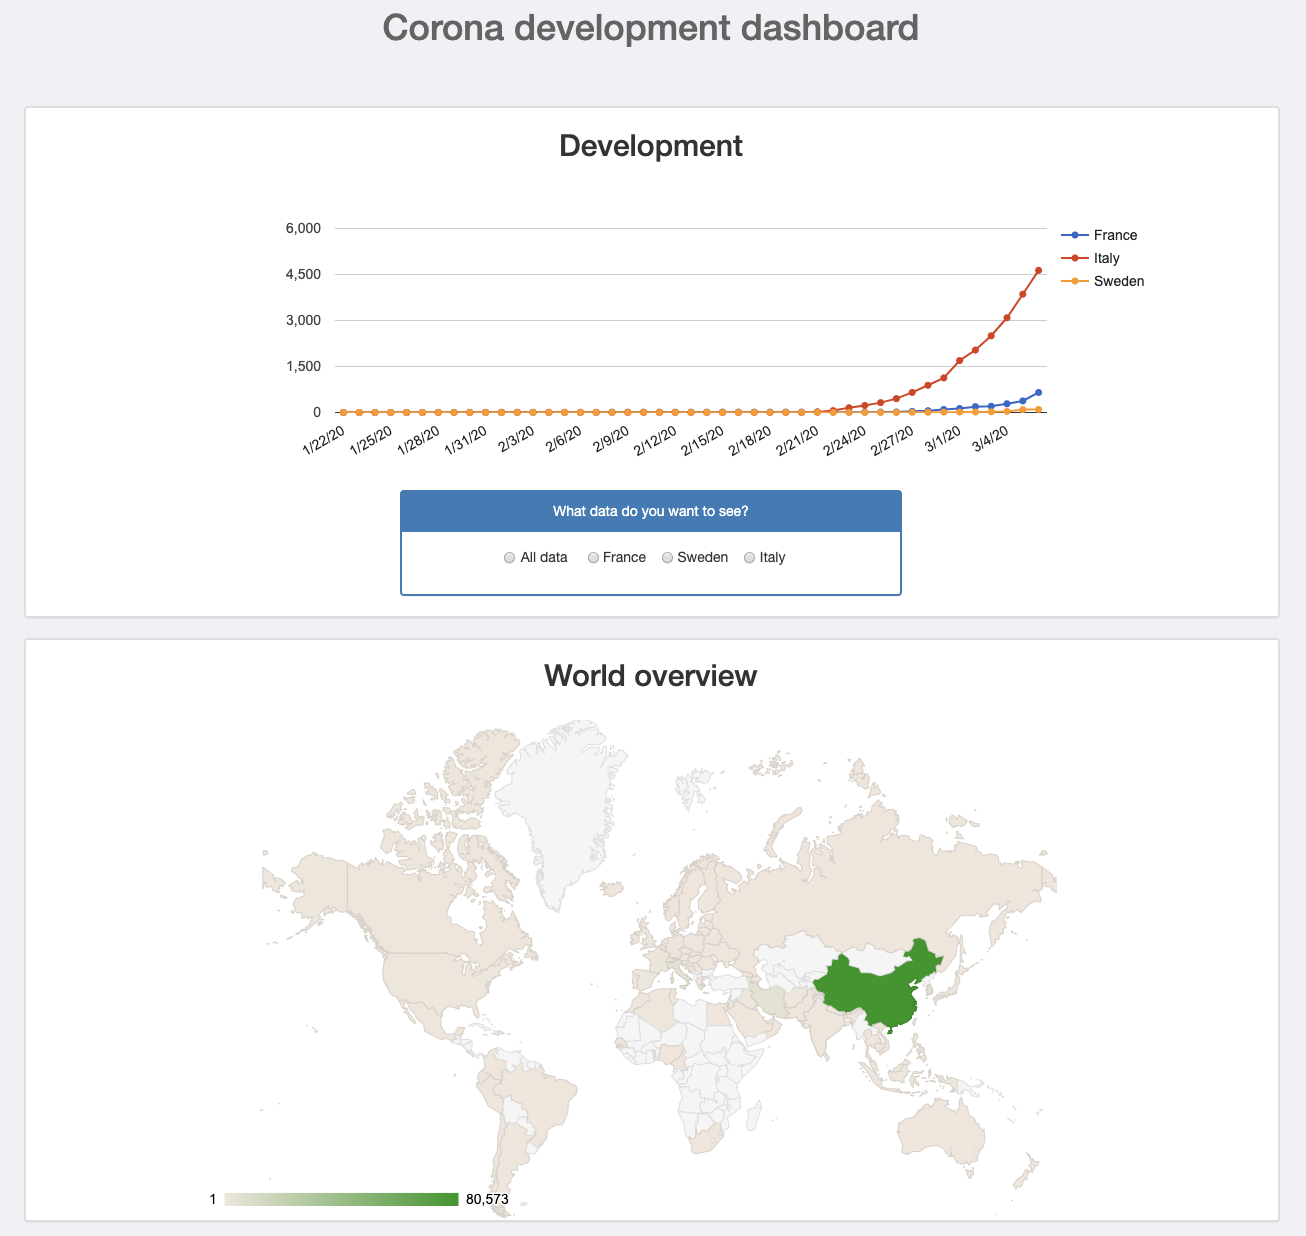 Corona development dashboard
Development
6,000
4,500
3,000
1,500
0
France
Italy
Sweden
1/22/20 1/25/20 1/28/20 1/31/20 2/3/20 2/6/20 2/9/20 2/12/20 2/15/20 2/18/20 2/21/20 2/24/20 2/27/20 3/1/20 3/4/20
What data do you want to see?
All data France Sweden Italy
World overview
1 80,573